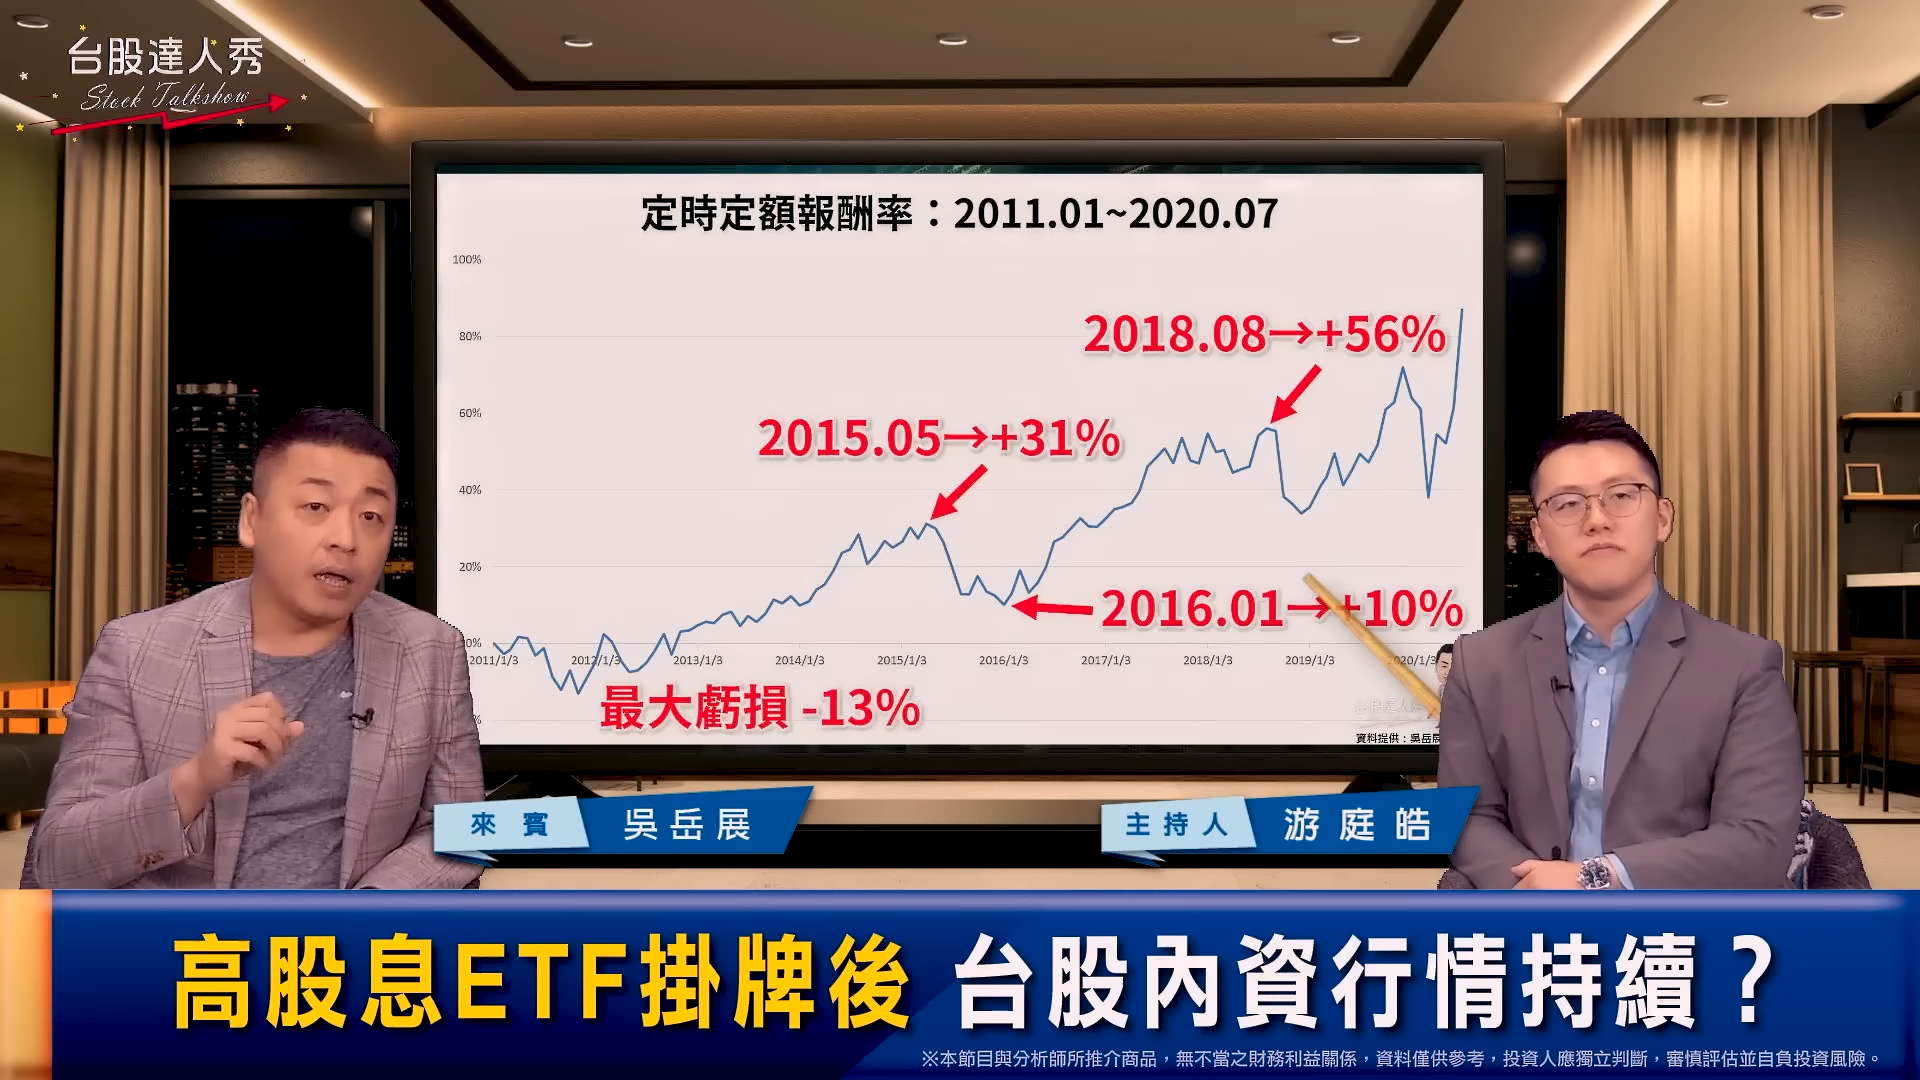 台股達人秀
Stock Talkshow
定時定額報酬率：2011.01~2020.07
100%
80%
60%
40%
20%
0%
2018.08→+56%
2015.05→+31%
2016.01→+10%
2011/1/3 2012/1/3 2013/1/3 2014/1/3 2015/1/3 2016/1/3 2017/1/3 2018/1/3 2019/1/3 2020/1/3
最大虧損 -13%
資料提供：吳岳展
來賓 吳岳展
主持人 游庭皓
高股息ETF掛牌後 台股內資行情持續？
※本節目與分析師所推介商品，無不當之財務利益關係，資料僅供參考，投資人應獨立判斷，審慎評估並自負投資風險。